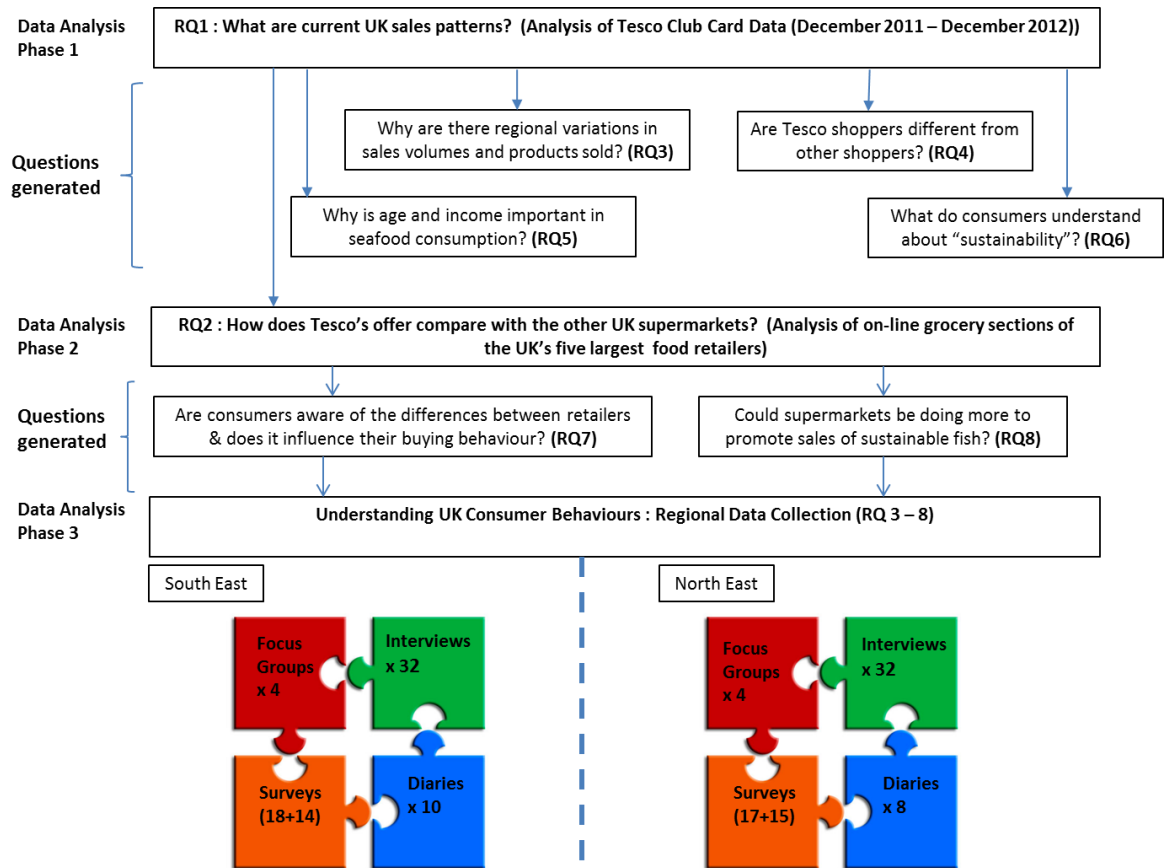 Data Analysis
Phase 1
RQ1 : What are current UK sales patterns?  (Analysis of Tesco Club Card Data (December 2011 – December 2012))
Questions
generated
Why are there regional variations in
sales volumes and products sold? (RQ3)
Are Tesco shoppers different from
other shoppers? (RQ4)
Why is age and income important in
seafood consumption? (RQ5)
What do consumers understand
about “sustainability”? (RQ6)
Data Analysis
Phase 2
RQ2 : How does Tesco’s offer compare with the other UK supermarkets?  (Analysis of on-line grocery sections of
the UK’s five largest  food retailers)
Questions
generated
Are consumers aware of the differences between retailers
& does it influence their buying behaviour? (RQ7)
Could supermarkets be doing more to
promote sales of sustainable fish? (RQ8)
Data Analysis
Phase 3
Understanding UK Consumer Behaviours : Regional Data Collection (RQ 3 – 8)
South East
Focus
Groups
x 4
Interviews
x 32
Surveys
(18+14)
Diaries
x 10
North East
Focus
Groups
x 4
Interviews
x 32
Surveys
(17+15)
Diaries
x 8